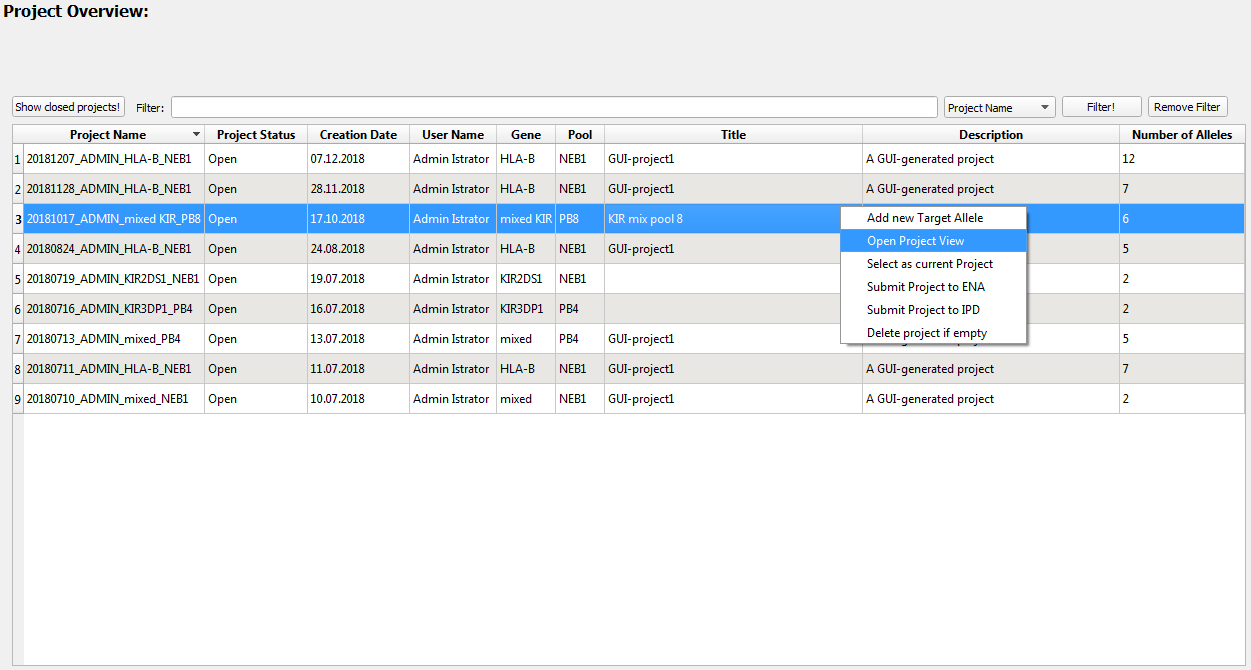 Project Overview:
Show closed projects! Filter: Project Name Filter! Remove Filter
Project Name Project Status Creation Date User Name Gene Pool Title Description Number of Alleles
1 20181207_ADMIN_HLA-B_NEB1 Open 07.12.2018 Admin Istrator HLA-B NEB1 GUI-project1 A GUI-generated project 12
2 20181128_ADMIN_HLA-B_NEB1 Open 28.11.2018 Admin Istrator HLA-B NEB1 GUI-project1 A GUI-generated project 7
3 20181017_ADMIN_mixed KIR_PB8 Open 17.10.2018 Admin Istrator mixed KIR PB8 KIR mix pool 8 Add new Target Allele 6
Open Project View
4 20180824_ADMIN_HLA-B_NEB1 Open 24.08.2018 Admin Istrator HLA-B NEB1 GUI-project1 5
Select as current Project
5 20180719_ADMIN_KIR2DS1_NEB1 Open 19.07.2018 Admin Istrator KIR2DS1 NEB1 2
Submit Project to ENA
6 20180716_ADMIN_KIR3DP1_PB4 Open 16.07.2018 Admin Istrator KIR3DP1 PB4 Submit Project to IPD 2
7 20180713_ADMIN_mixed_PB4 Open 13.07.2018 Admin Istrator mixed PB4 GUI-project1 Delete project if empty 5
8 20180711_ADMIN_HLA-B_NEB1 Open 11.07.2018 Admin Istrator HLA-B NEB1 GUI-project1 A GUI-generated project 7
9 20180710_ADMIN_mixed_NEB1 Open 10.07.2018 Admin Istrator mixed NEB1 GUI-project1 A GUI-generated project 2